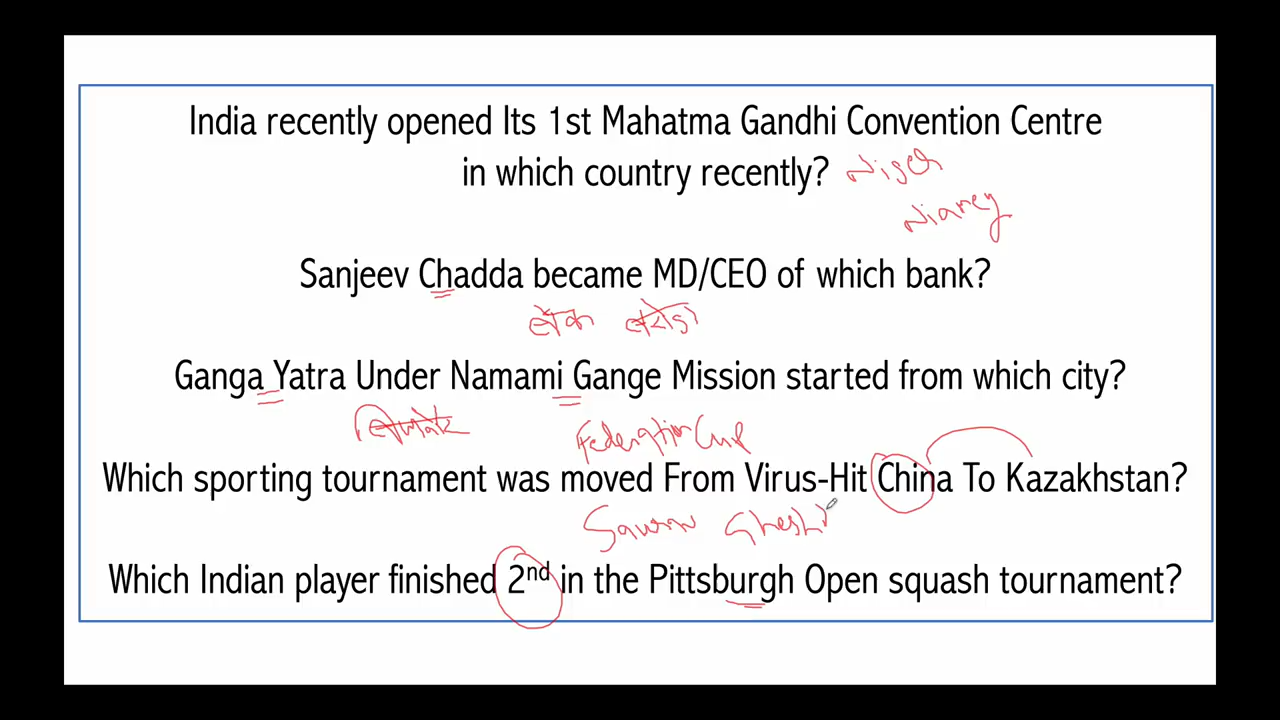 India recently opened Its 1st Mahatma Gandhi Convention Centre
in which country recently? Niger
Niamey
Sanjeev Chadda became MD/CEO of which bank?
बैंक बरोडा
Ganga Yatra Under Namami Gange Mission started from which city?
Federation Cup
Which sporting tournament was moved From Virus-Hit China To Kazakhstan?
Saurav Ghosh
Which Indian player finished 2nd in the Pittsburgh Open squash tournament?